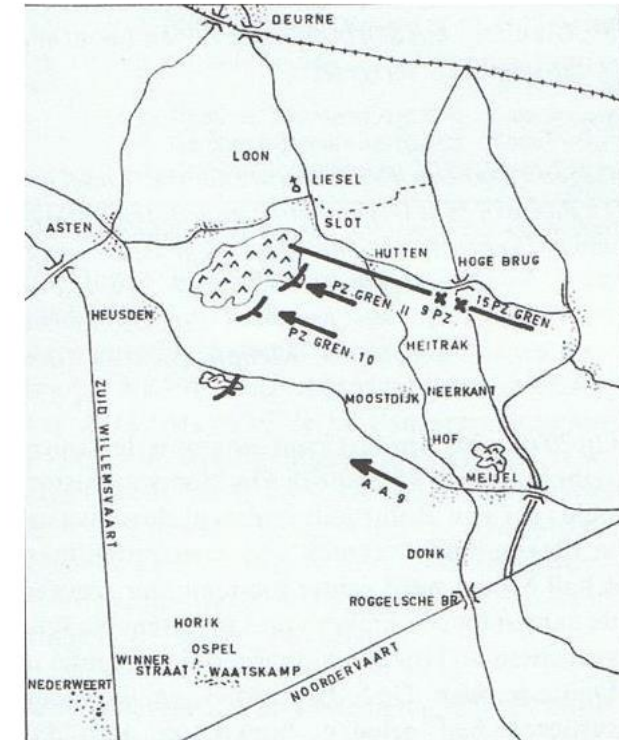 DEURNE
LOON
LIESEL
SLOT
ASTEN
HUTTEN
HOGE BRUG
PZ. GREN. 11
9 PZ.
15 PZ. GREN.
HEUSDEN
PZ. GREN. 10
HEITRAK
MOOSTDIJK
NEERKANT
ZUID WILLEMSVAART
HOF
MEIJEL
A.A.9.
DONK
ROGGELSCHE BR.
HORIK
OSPEL
WINNER
STRAAT
WAATSKAMP
NOORDERVAART
NEDERWEERT